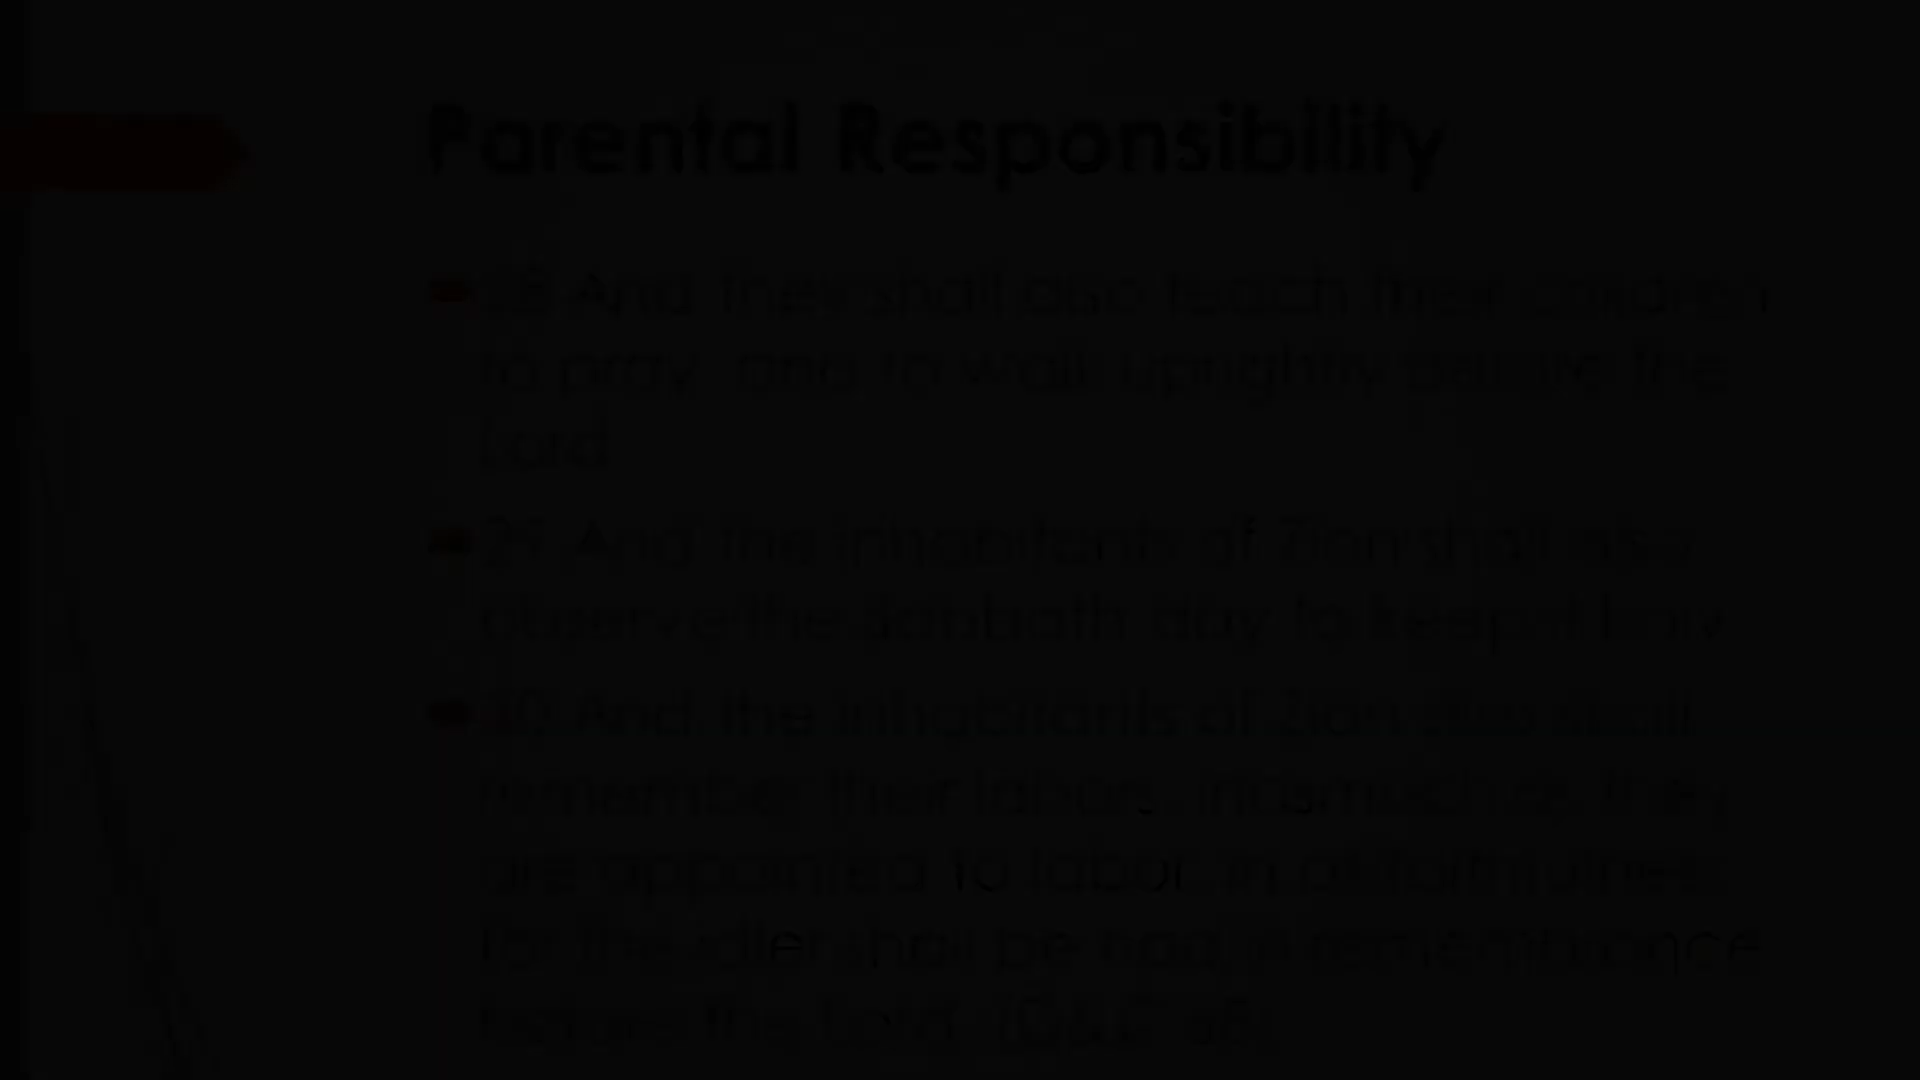 Parental Responsibility
28 And they shall also teach their children
to pray, and to walk uprightly before the
Lord.
29 And the inhabitants of Zion shall also
observe the Sabbath day to keep it holy.
30 And the inhabitants of Zion also shall
remember their labors, inasmuch as they
are appointed to labor, in all faithfulness;
for the idler shall be had in remembrance
before the Lord. (D&C 68)